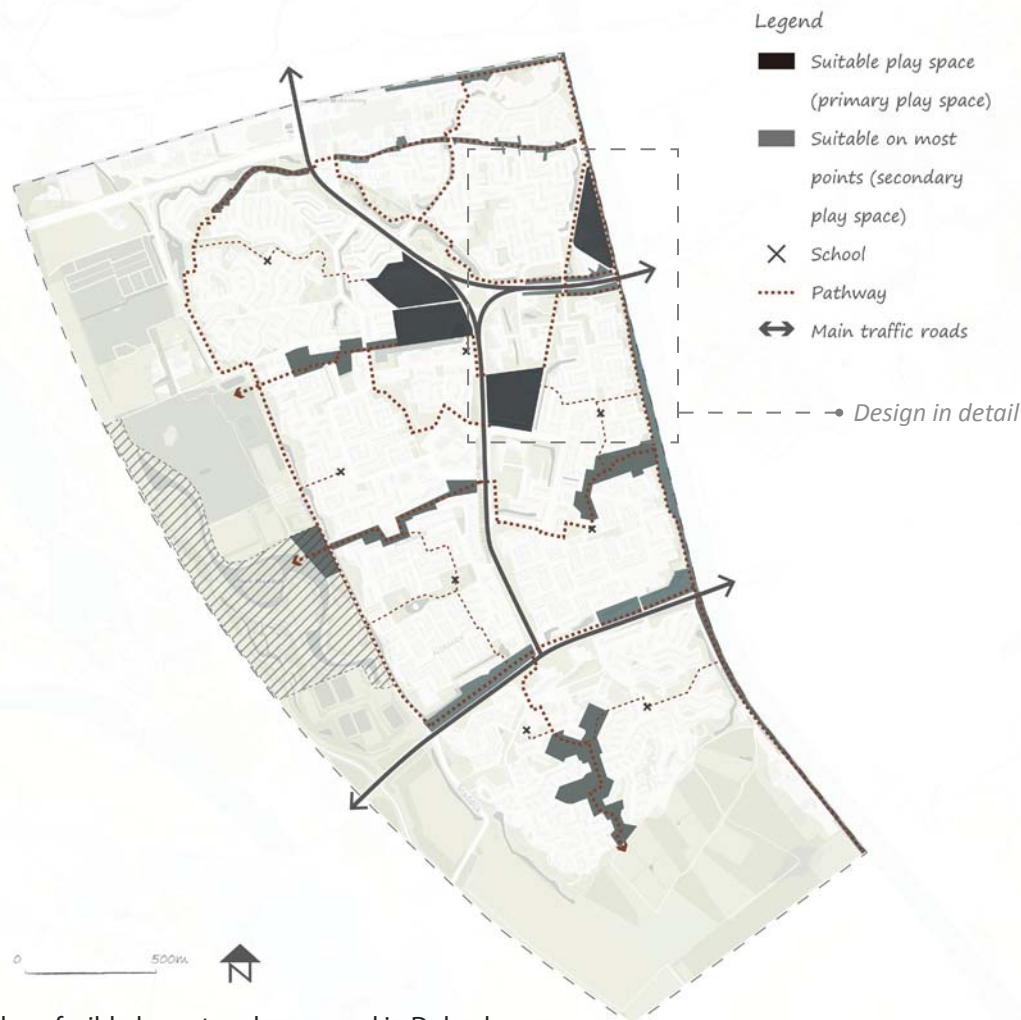 Legend
Suitable play space
(primary play space)
Suitable on most
points (secondary
play space)
School
Pathway
Main traffic roads
Design in detail
0 500m
N